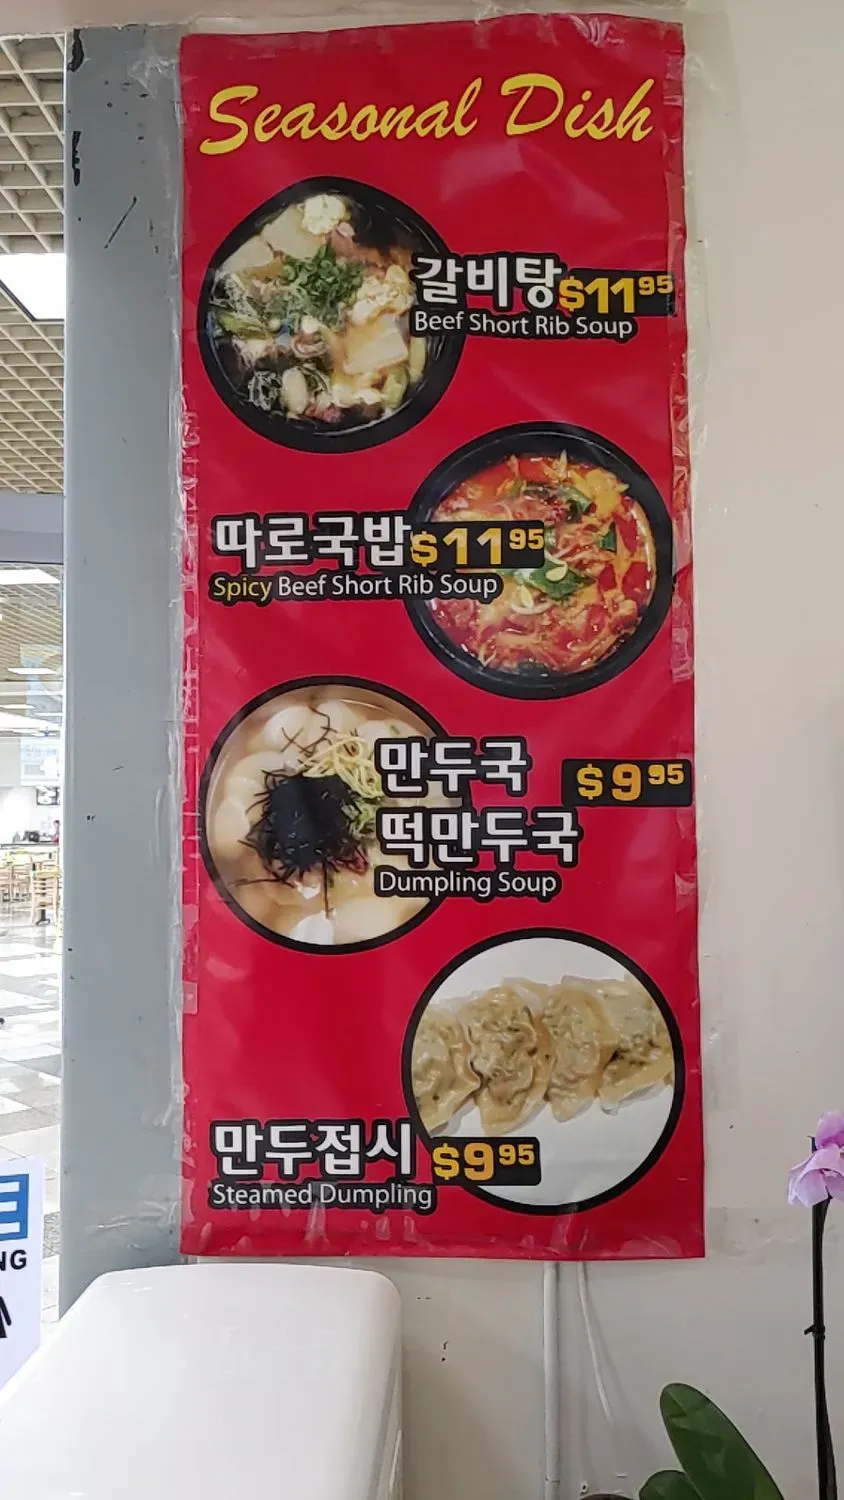 Seasonal Dish
갈비탕 $11.95
Beef Short Rib Soup
따로국밥 $11.95
Spicy Beef Short Rib Soup
만두국 $9.95
떡만두국
Dumpling Soup
만두접시 $9.95
Steamed Dumpling
NG